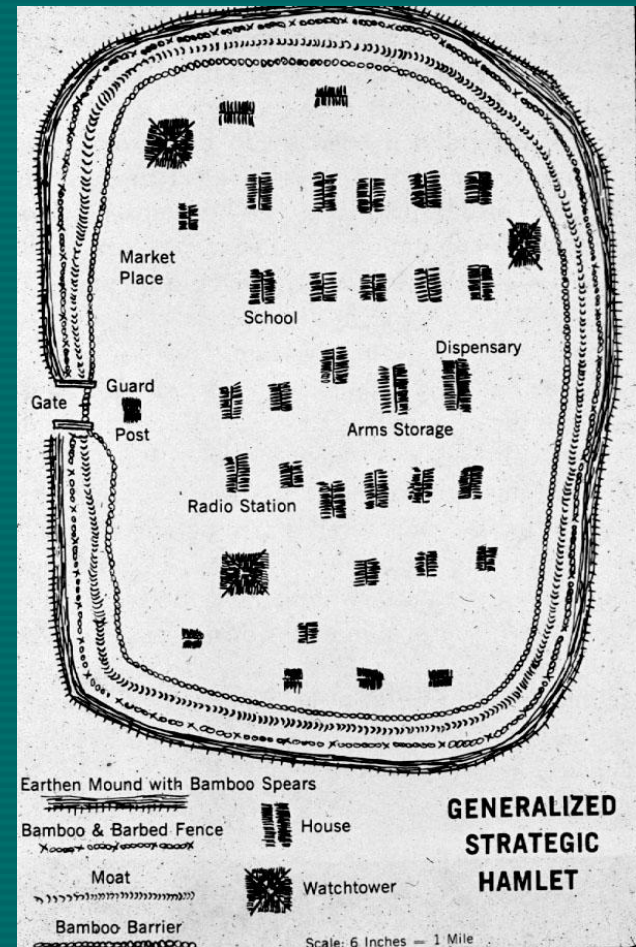 Market
Place
School
Dispensary
Gate
Guard
Post
Arms Storage
Radio Station
Earthen Mound with Bamboo Spears
Bamboo & Barbed Fence
Moat
Bamboo Barrier
House
Watchtower
GENERALIZED
STRATEGIC
HAMLET
Scale: 6 Inches = 1 Mile